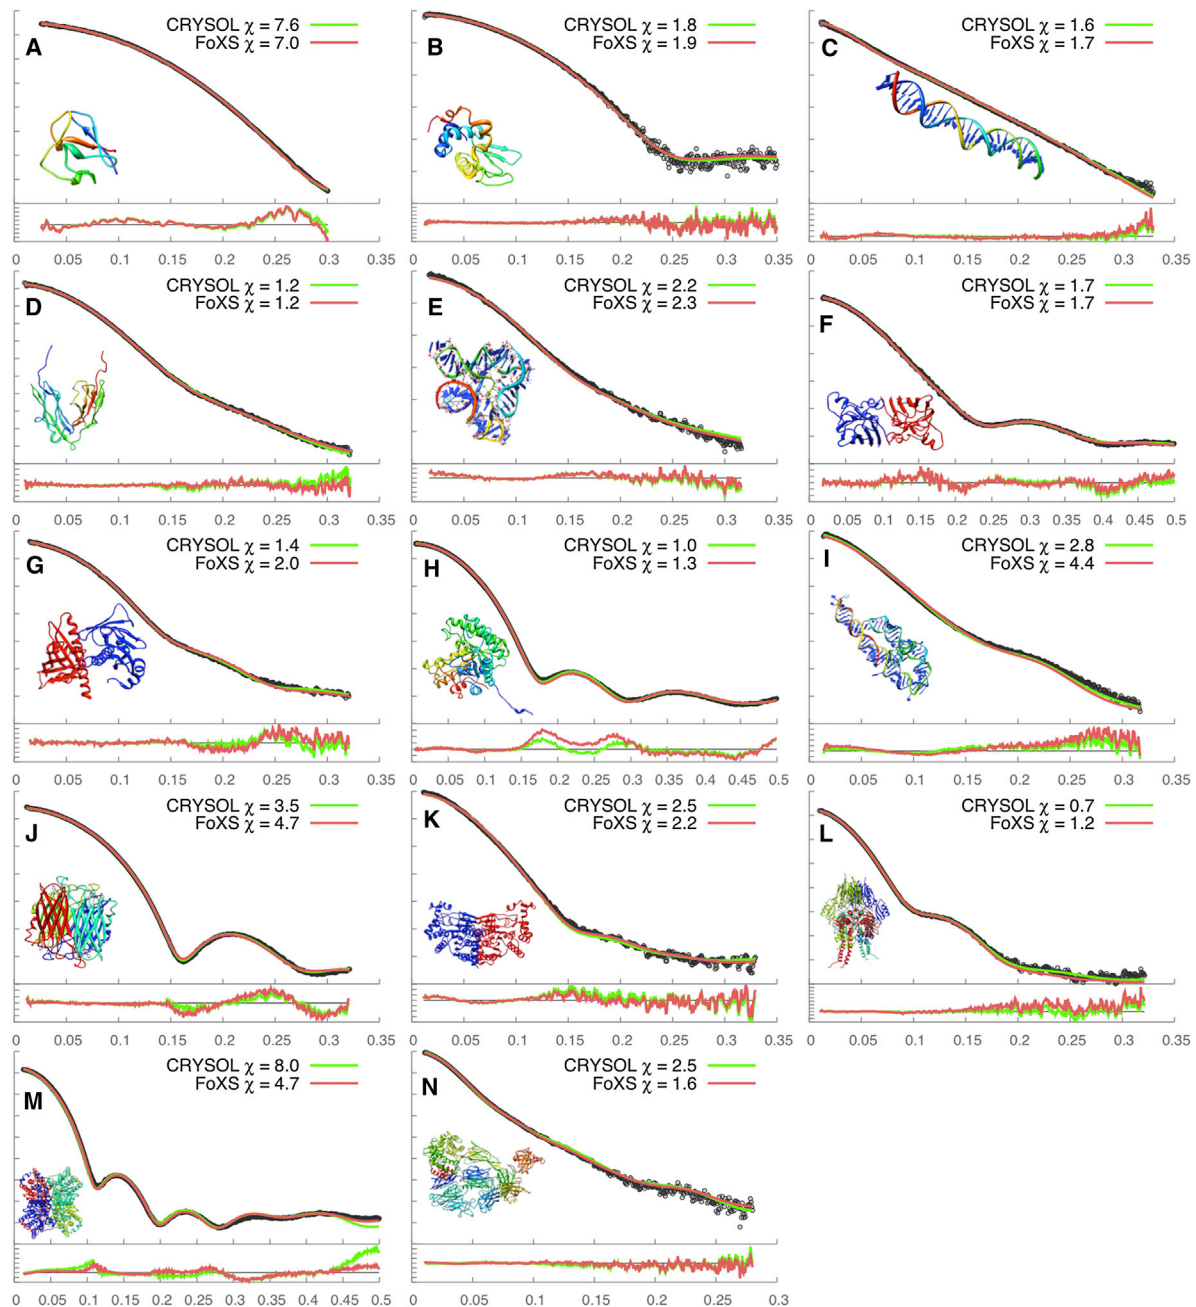 A
CRYSOL χ = 7.6
FoXS χ = 7.0
B
CRYSOL χ = 1.8
FoXS χ = 1.9
C
CRYSOL χ = 1.6
FoXS χ = 1.7
0 0.05 0.1 0.15 0.2 0.25 0.3 0.35
0 0.05 0.1 0.15 0.2 0.25 0.3 0.35
0 0.05 0.1 0.15 0.2 0.25 0.3 0.35
D
CRYSOL χ = 1.2
FoXS χ = 1.2
E
CRYSOL χ = 2.2
FoXS χ = 2.3
F
CRYSOL χ = 1.7
FoXS χ = 1.7
0 0.05 0.1 0.15 0.2 0.25 0.3 0.35
0 0.05 0.1 0.15 0.2 0.25 0.3 0.35
0 0.05 0.1 0.15 0.2 0.25 0.3 0.35 0.4 0.45 0.5
G
CRYSOL χ = 1.4
FoXS χ = 2.0
H
CRYSOL χ = 1.0
FoXS χ = 1.3
I
CRYSOL χ = 2.8
FoXS χ = 4.4
0 0.05 0.1 0.15 0.2 0.25 0.3 0.35
0 0.05 0.1 0.15 0.2 0.25 0.3 0.35 0.4 0.45 0.5
0 0.05 0.1 0.15 0.2 0.25 0.3 0.35
J
CRYSOL χ = 3.5
FoXS χ = 4.7
K
CRYSOL χ = 2.5
FoXS χ = 2.2
L
CRYSOL χ = 0.7
FoXS χ = 1.2
0 0.05 0.1 0.15 0.2 0.25 0.3 0.35
0 0.05 0.1 0.15 0.2 0.25 0.3 0.35
0 0.05 0.1 0.15 0.2 0.25 0.3 0.35
M
CRYSOL χ = 8.0
FoXS χ = 4.7
N
CRYSOL χ = 2.5
FoXS χ = 1.6
0 0.05 0.1 0.15 0.2 0.25 0.3 0.35 0.4 0.45 0.5
0 0.05 0.1 0.15 0.2 0.25 0.3